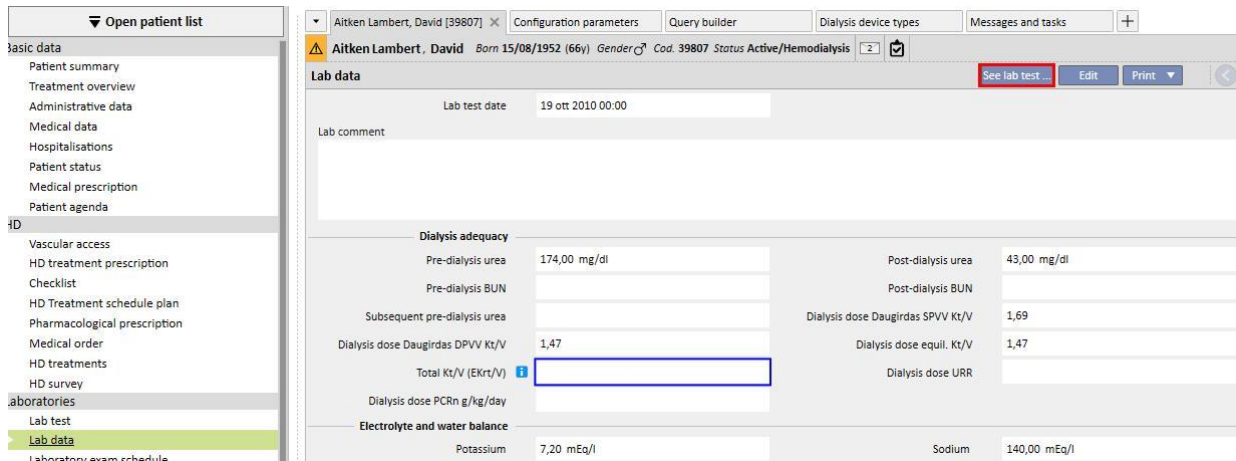 Open patient list
Aitken Lambert, David [39807] Configuration parameters Query builder Dialysis device types Messages and tasks
Basic data
Patient summary
Treatment overview
Administrative data
Medical data
Hospitalisations
Patient status
Medical prescription
Patient agenda
HD
Vascular access
HD treatment prescription
Checklist
HD Treatment schedule plan
Pharmacological prescription
Medical order
HD treatments
HD survey
Laboratories
Lab test
Lab data
Laboratory exam schedule
Aitken Lambert, David Born 15/08/1952 (66y) Gender Cod. 39807 Status Active/Hemodialysis 2
Lab data See lab test ... Edit Print
Lab test date 19 ott 2010 00:00
Lab comment
Dialysis adequacy
Pre-dialysis urea 174,00 mg/dl Post-dialysis urea 43,00 mg/dl
Pre-dialysis BUN Post-dialysis BUN
Subsequent pre-dialysis urea Dialysis dose Daugirdas SPVV Kt/V 1,69
Dialysis dose Daugirdas DPVV Kt/V 1,47 Dialysis dose equil. Kt/V 1,47
Total Kt/V (EKrt/V) Dialysis dose URR
Dialysis dose PCRn g/kg/day
Electrolyte and water balance
Potassium 7,20 mEq/l Sodium 140,00 mEq/l